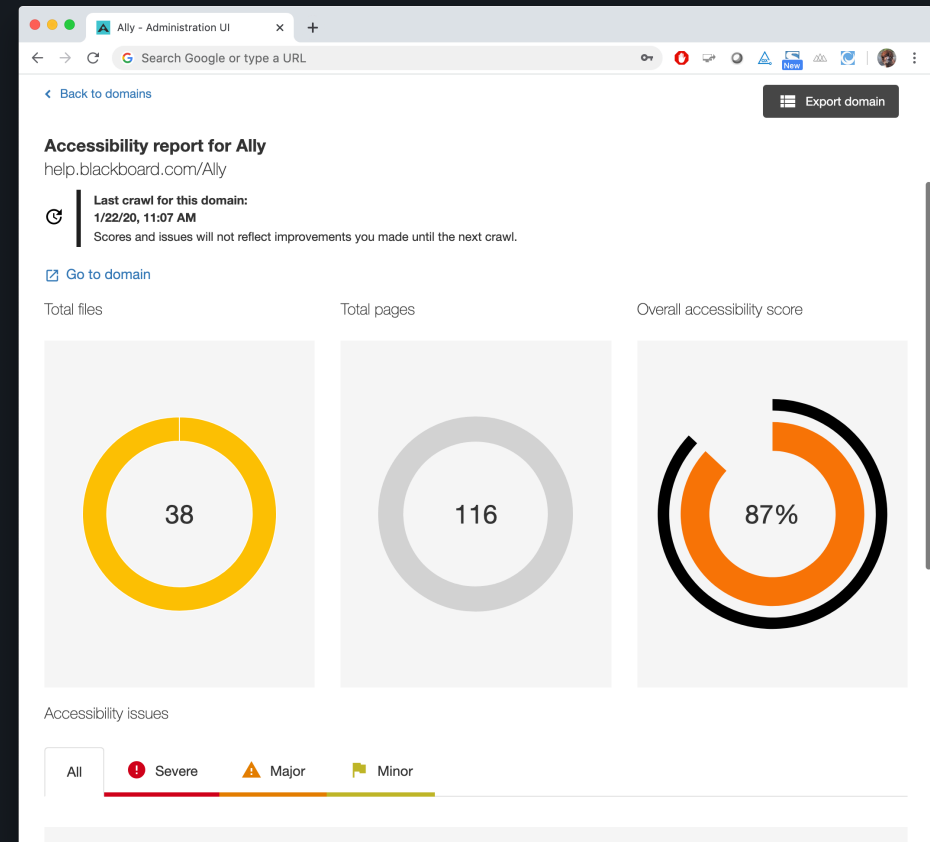 Ally - Administration UI
Search Google or type a URL
New
Back to domains
Export domain
Accessibility report for Ally
help.blackboard.com/Ally
Last crawl for this domain:
1/22/20, 11:07 AM
Scores and issues will not reflect improvements you made until the next crawl.
Go to domain
Total files
Total pages
Overall accessibility score
38
116
87%
Accessibility issues
All
Severe
Major
Minor